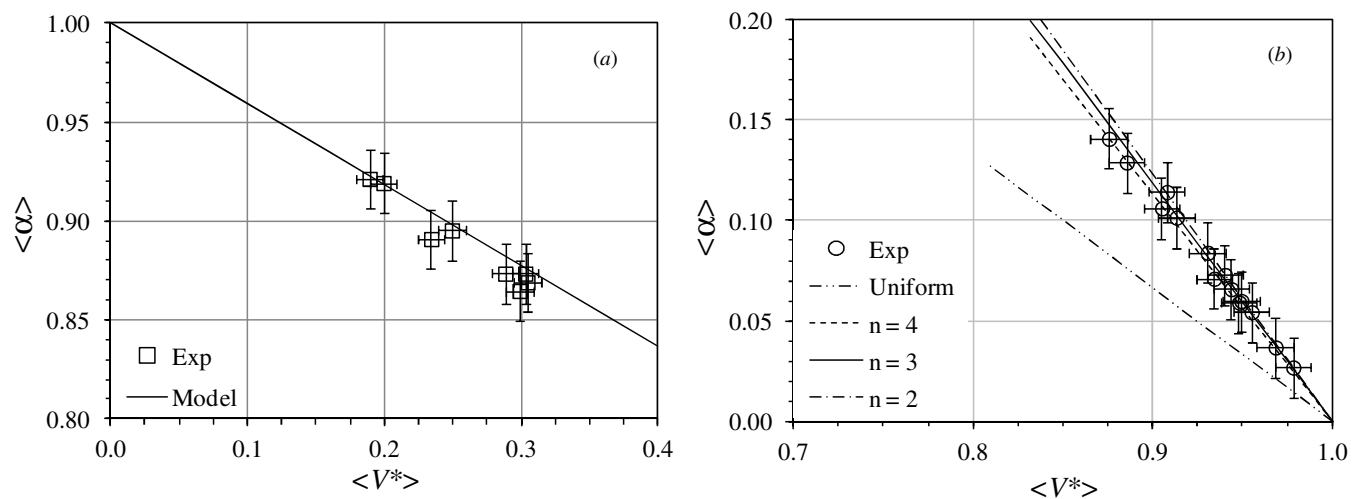 1.00
0.95
0.90
0.85
0.80
<α>
(a)
Exp
Model
0.0 0.1 0.2 0.3 0.4
<V*>
0.20
0.15
0.10
0.05
0.00
<α>
(b)
Exp
Uniform
n = 4
n = 3
n = 2
0.7 0.8 0.9 1.0
<V*>